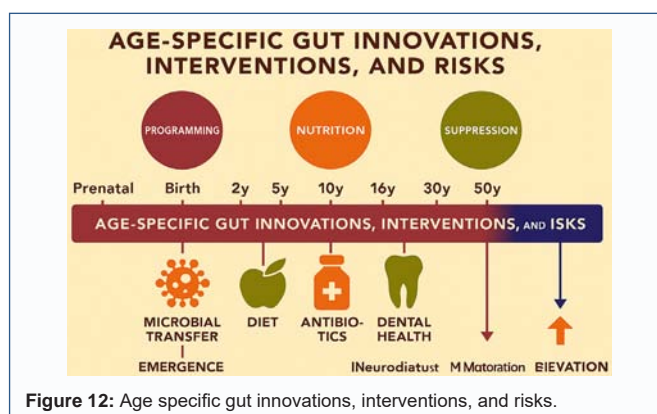 AGE-SPECIFIC GUT INNOVATIONS,
INTERVENTIONS, AND RISKS
PROGRAMMING
NUTRITION
SUPPRESSION
Prenatal Birth 2y 5y 10y 16y 30y 50y
AGE-SPECIFIC GUT INNOVATIONS, INTERVENTIONS, AND ISKS
MICROBIAL
TRANSFER
DIET
ANTIBIO-
TICS
DENTAL
HEALTH
EMERGENCE
INeurodiatust M Matoration BIEVATION
Figure 12: Age specific gut innovations, interventions, and risks.